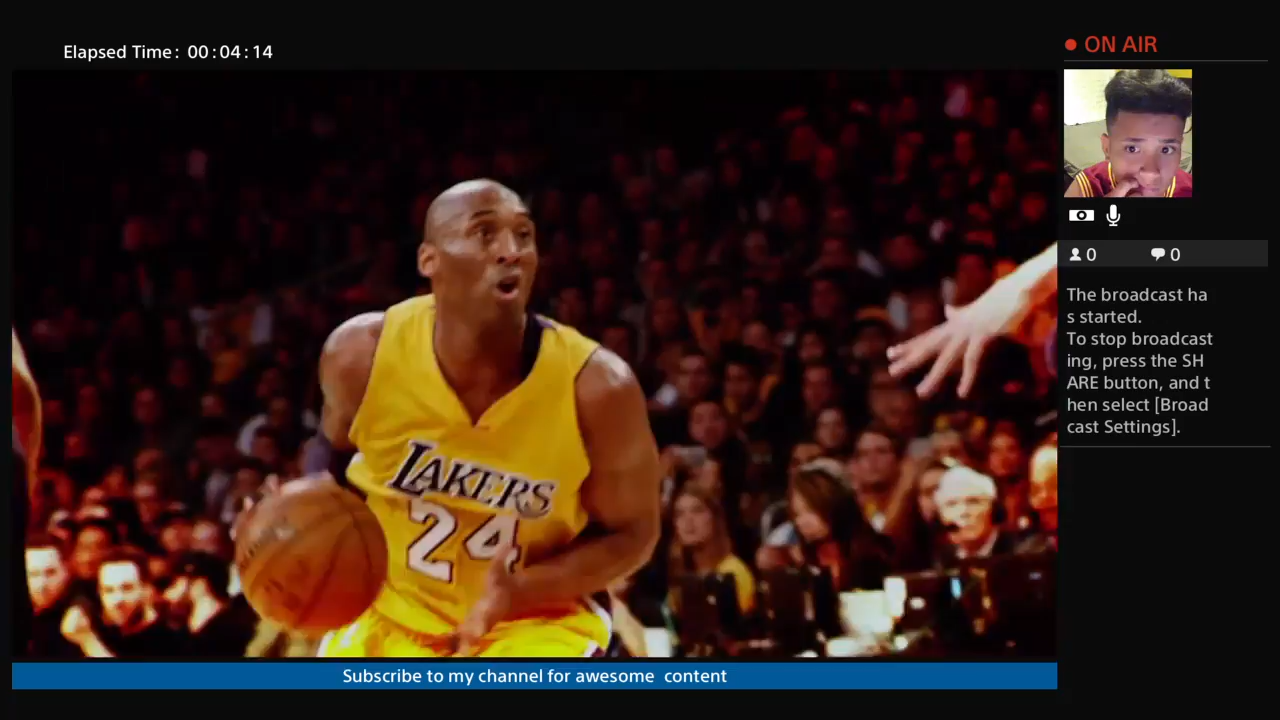 Elapsed Time: 00:04:14
ON AIR
0 0
The broadcast ha
s started.
To stop broadcast
ing, press the SH
ARE button, and t
hen select [Broad
cast Settings].
LAKERS
24
Subscribe to my channel for awesome  content